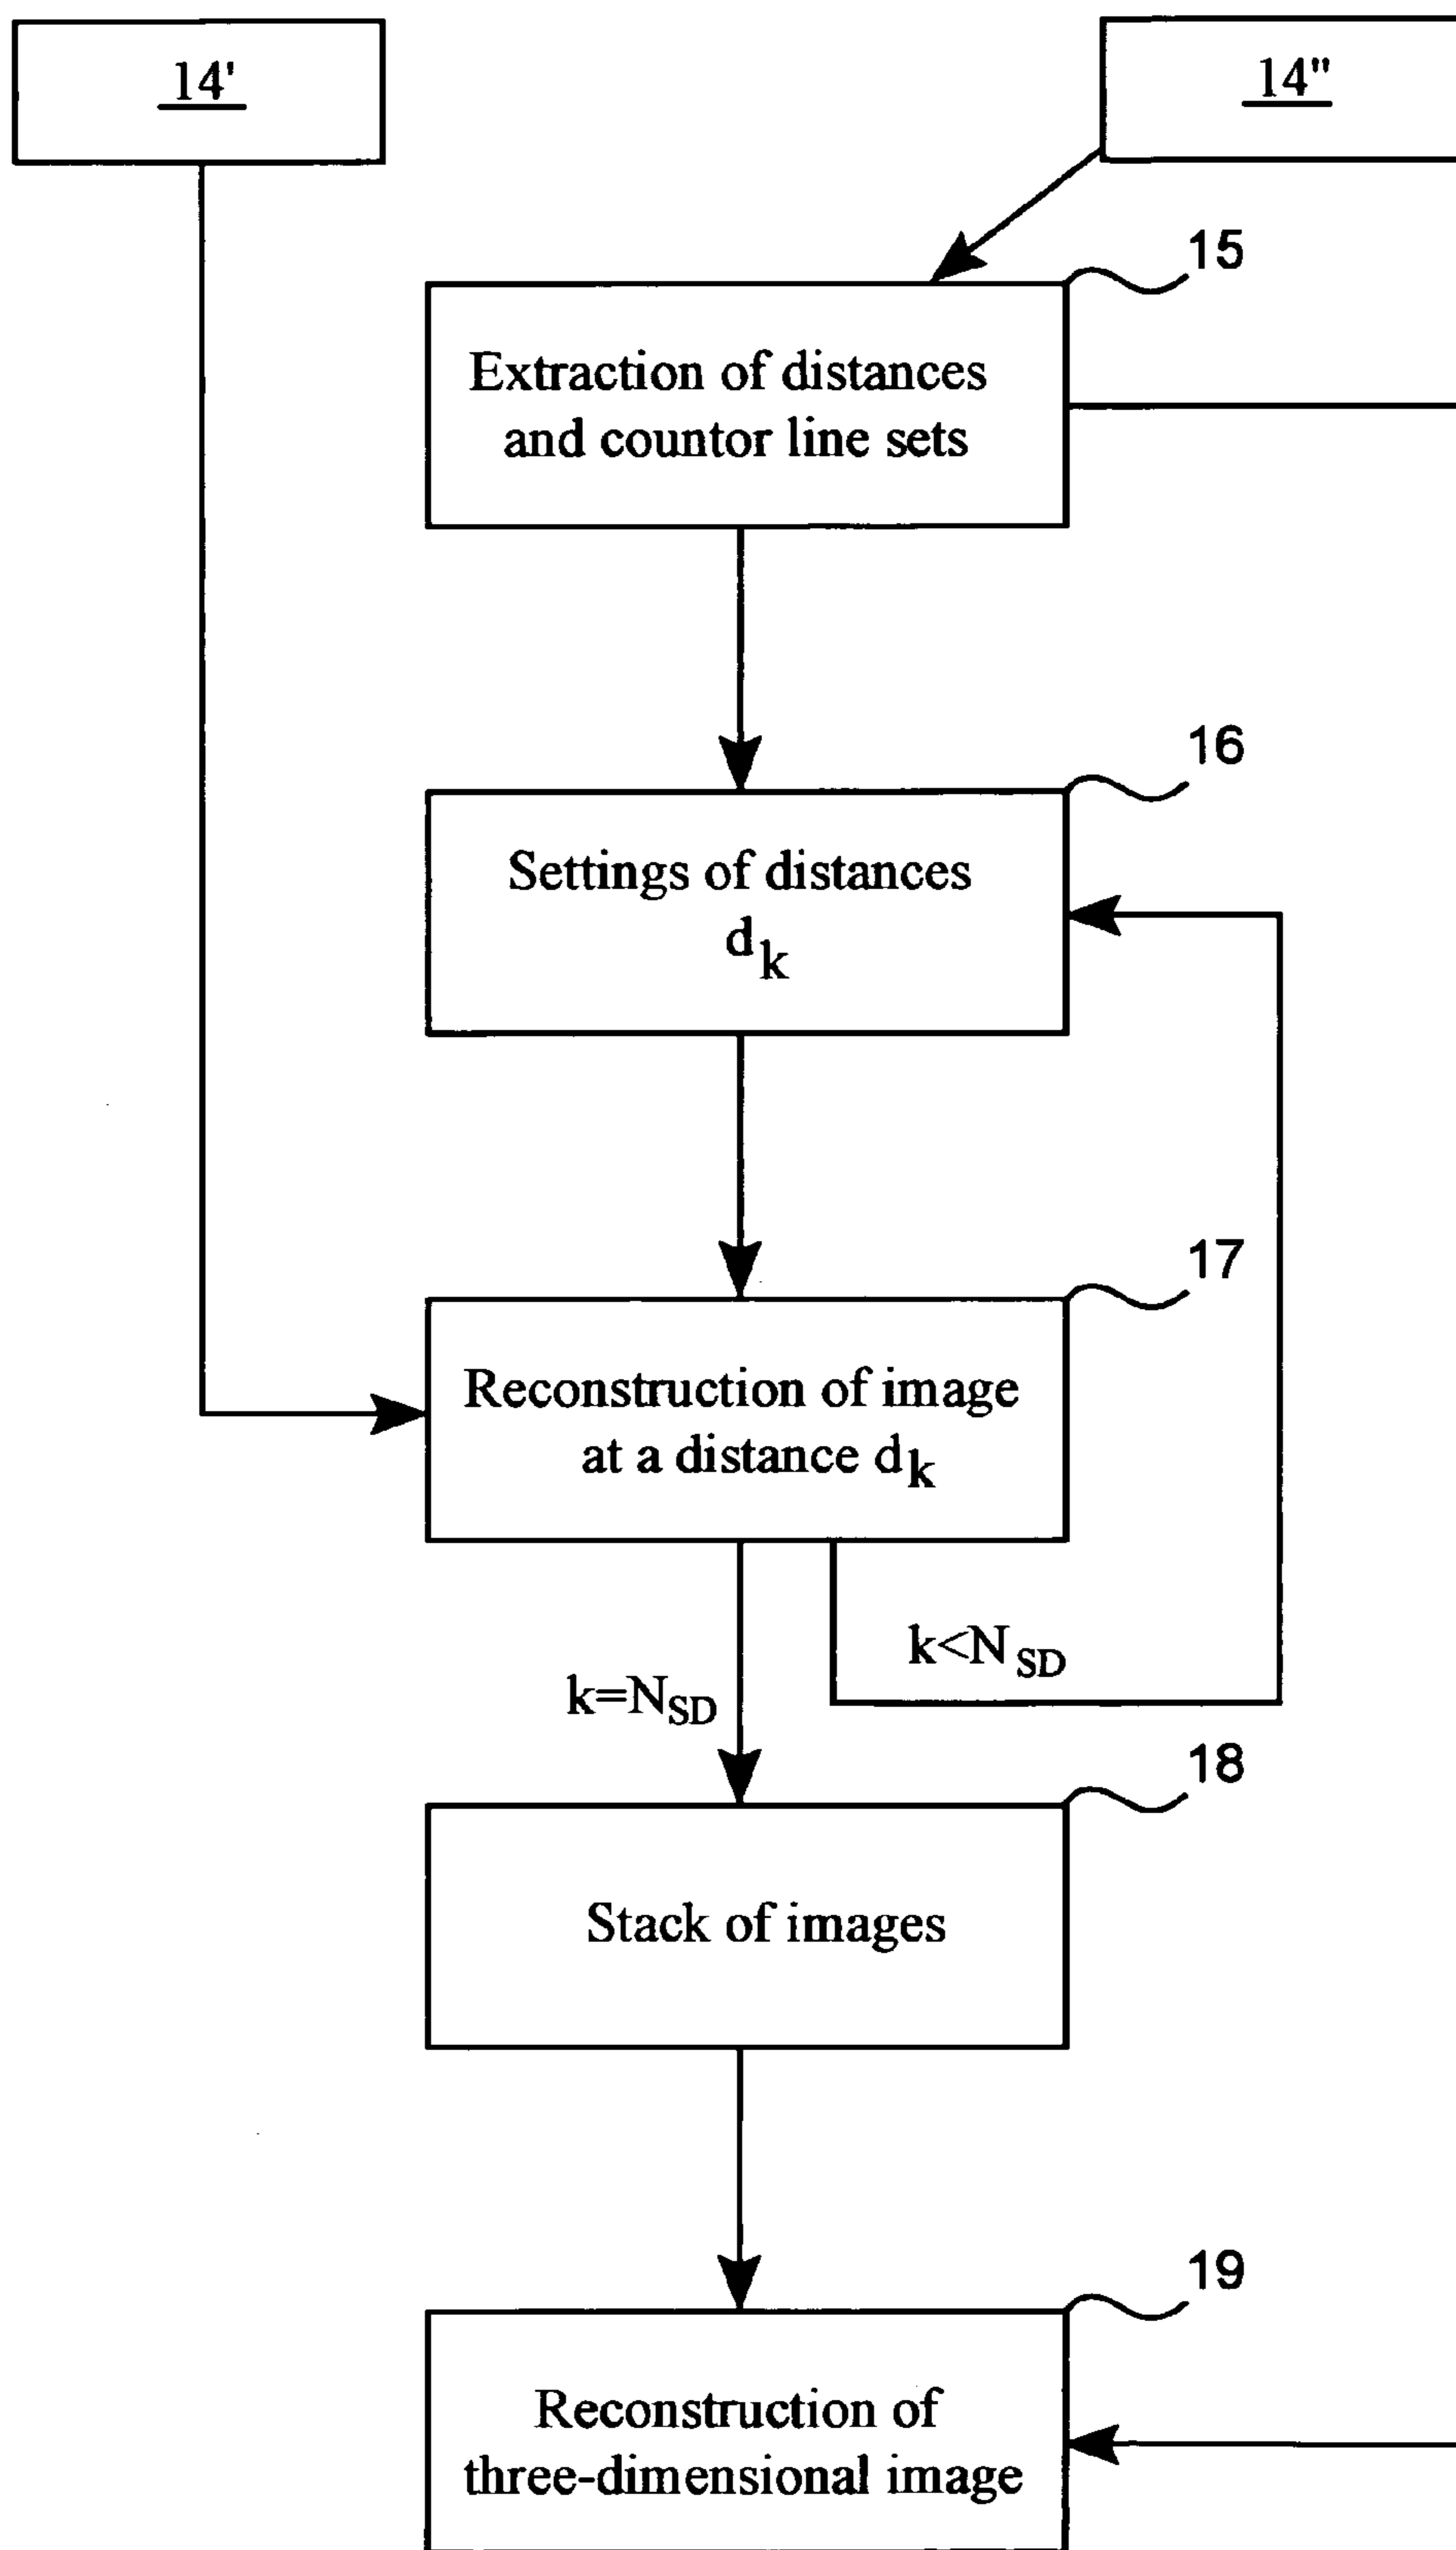 14'
14"
15
Extraction of distances
and countor line sets
16
Settings of distances
dk
17
Reconstruction of image
at a distance dk
k<NSD
k=NSD
18
Stack of images
19
Reconstruction of
three-dimensional image